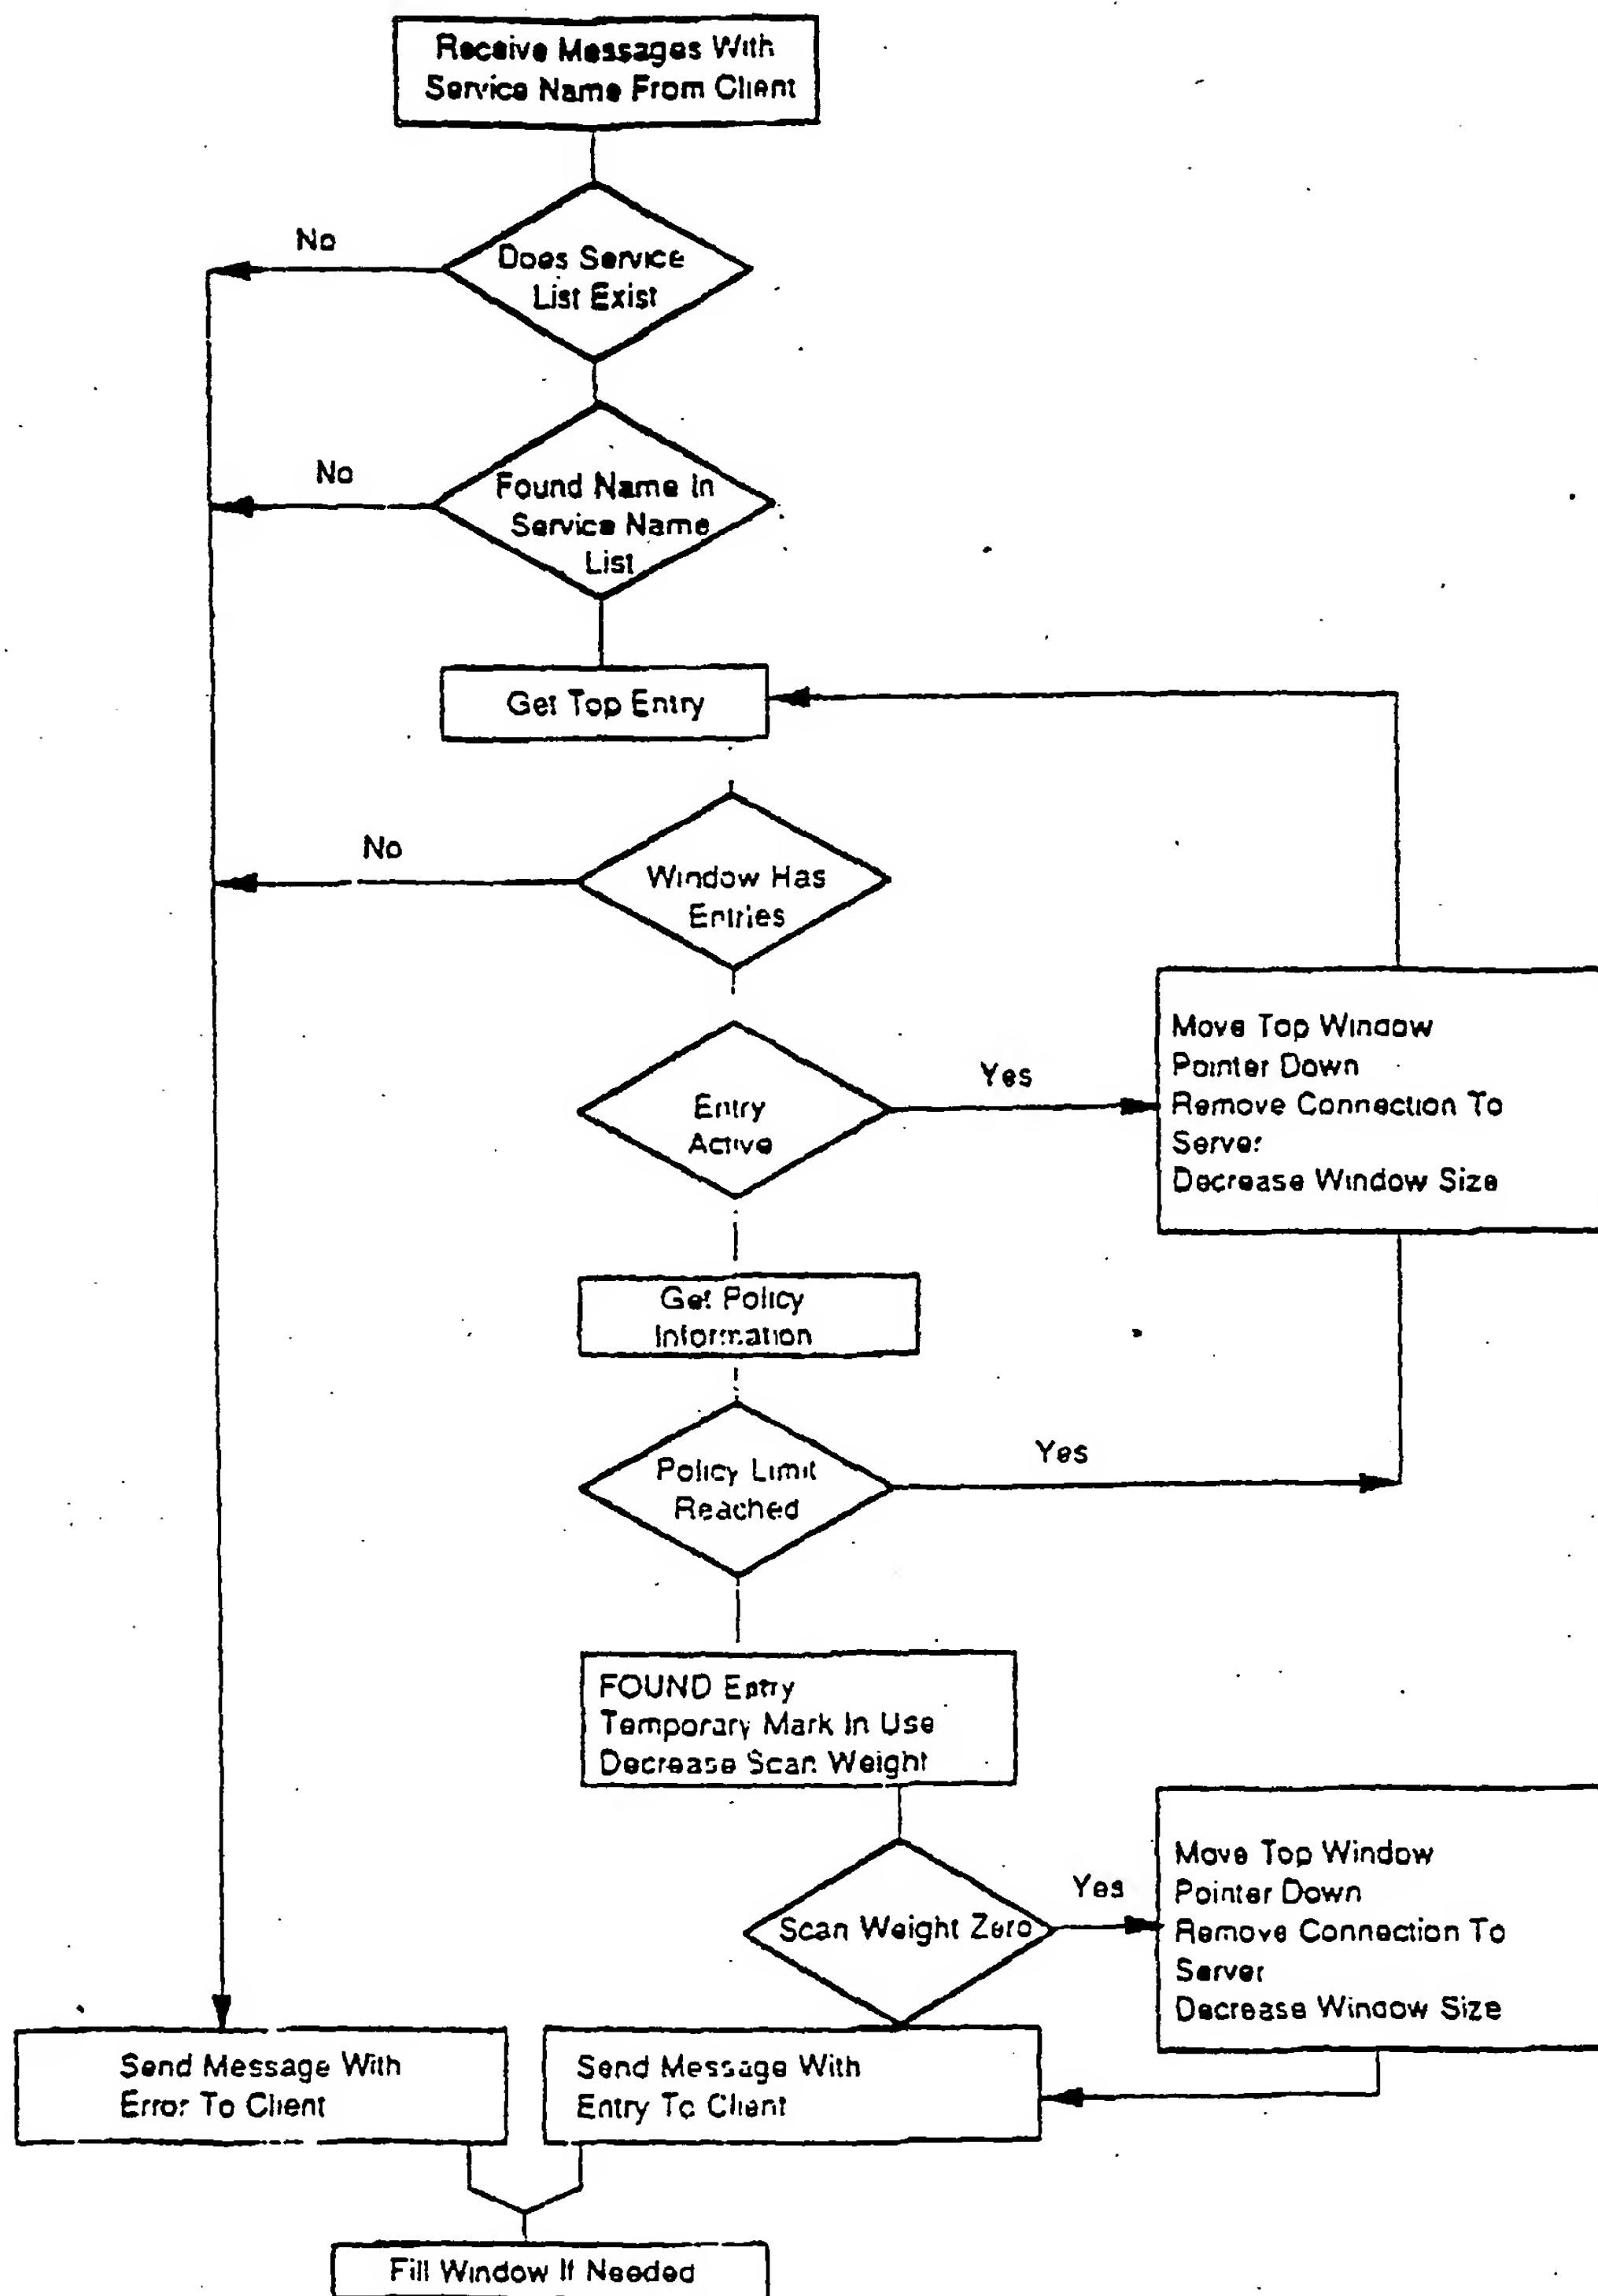 Receive Messages With
Service Name From Client
No
Does Service
List Exist
No
Found Name In
Service Name
List
Get Top Entry
No
Window Has
Entries
Move Top Window
Pointer Down
Remove Connection To
Server
Decrease Window Size
Yes
Entry
Active
Get Policy
Information
Yes
Policy Limit
Reached
FOUND Entry
Temporary Mark In Use
Decrease Scan Weight
Yes
Scan Weight Zero
Move Top Window
Pointer Down
Remove Connection To
Server
Decrease Window Size
Send Message With
Error To Client
Send Message With
Entry To Client
Fill Window If Needed